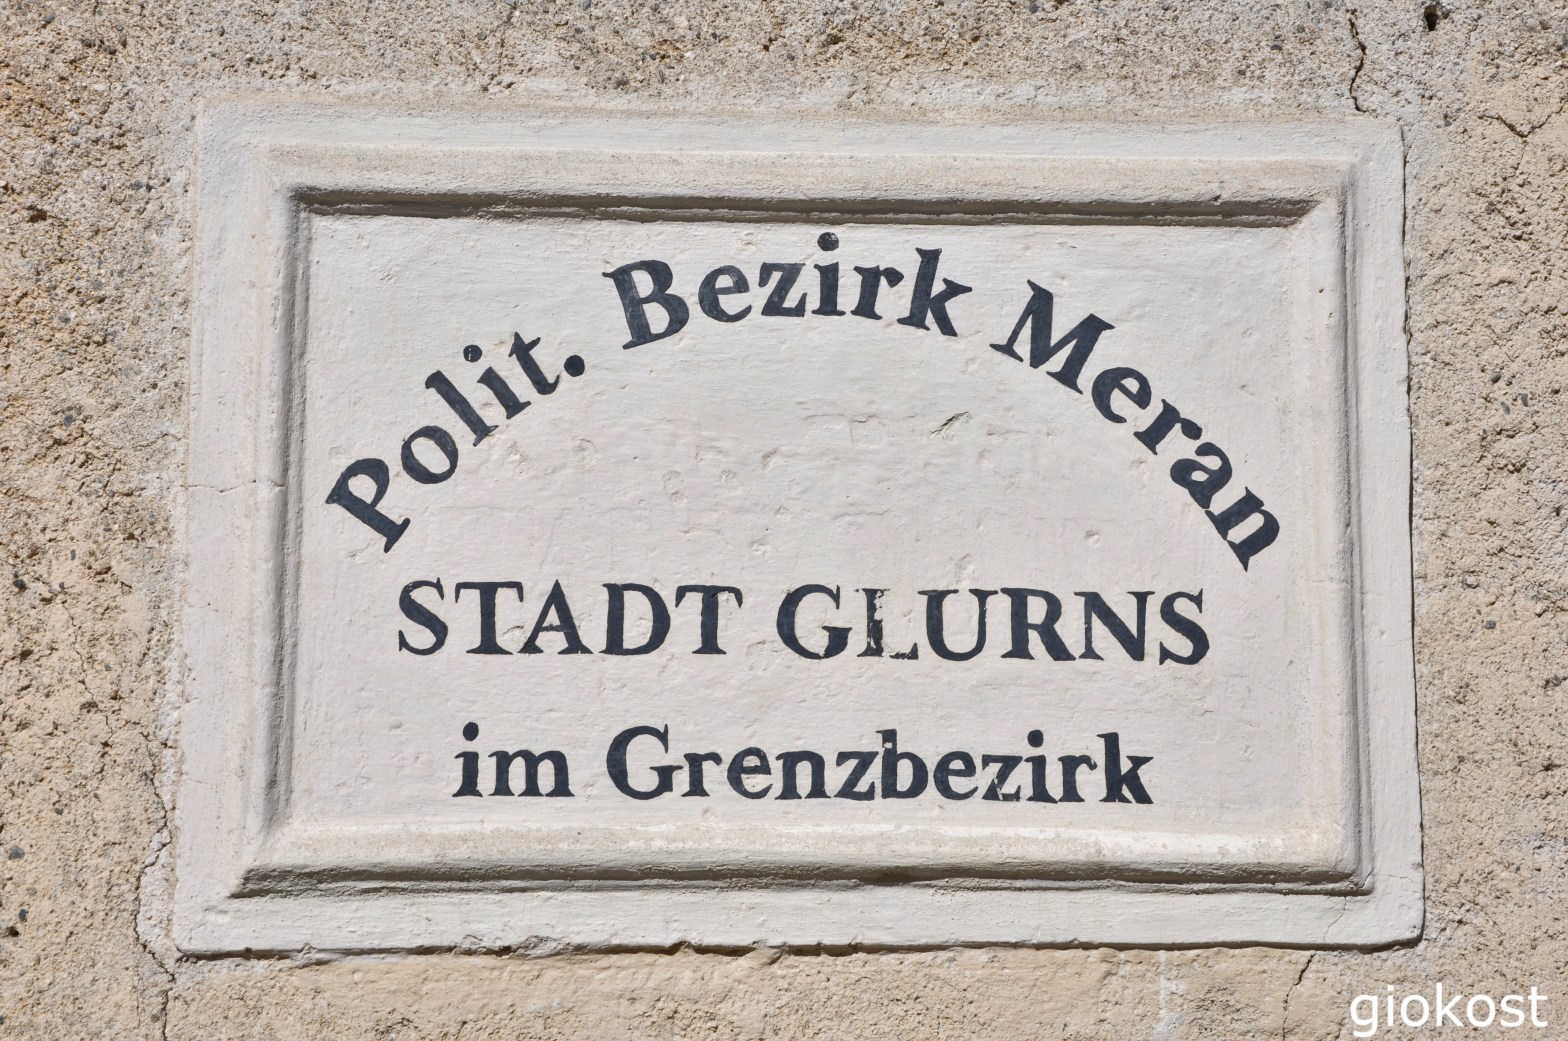 Polit. Bezirk Meran
STADT GLURNS
im Grenzbezirk
giokost